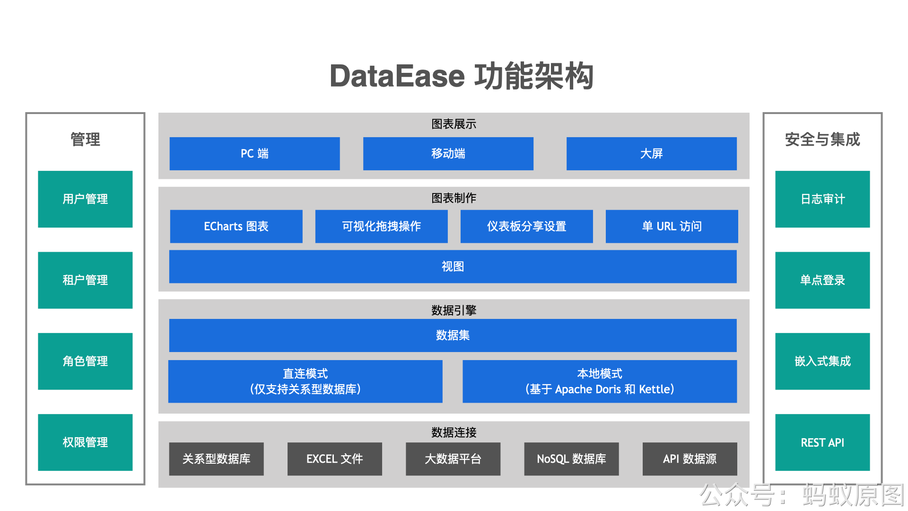 DataEase 功能架构
管理
用户管理
租户管理
角色管理
权限管理
图表展示
PC 端
移动端
大屏
图表制作
ECharts 图表
可视化拖拽操作
仪表板分享设置
单 URL 访问
视图
数据引擎
数据集
直连模式
（仅支持关系型数据库）
本地模式
（基于 Apache Doris 和 Kettle）
数据连接
关系型数据库
EXCEL 文件
大数据平台
NoSQL 数据库
API 数据源
安全与集成
日志审计
单点登录
嵌入式集成
REST API
公众号：蚂蚁原图